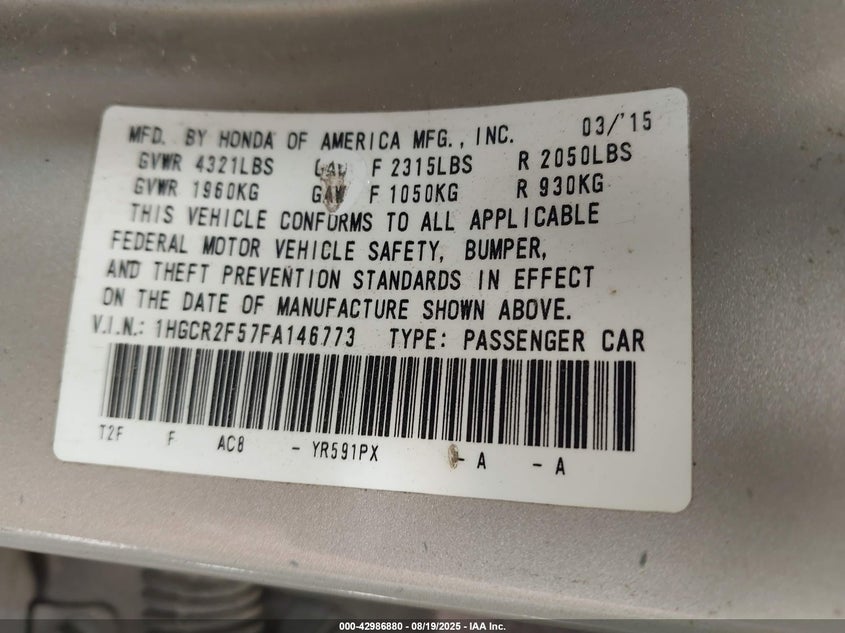 MFD. BY HONDA OF AMERICA MFG., INC. 03/'15
GVWR 4321LBS GAW F 2315LBS R 2050LBS
GVWR 1960KG GAW F 1050KG R 930KG
THIS VEHICLE CONFORMS TO ALL APPLICABLE
FEDERAL MOTOR VEHICLE SAFETY, BUMPER,
AND THEFT PREVENTION STANDARDS IN EFFECT
ON THE DATE OF MANUFACTURE SHOWN ABOVE.
V.I.N.: 1HGCR2F57FA146773 TYPE: PASSENGER CAR
T2F F AC8 - YR591PX - A - A
000-42986880 - 08/19/2025 - IAA Inc.